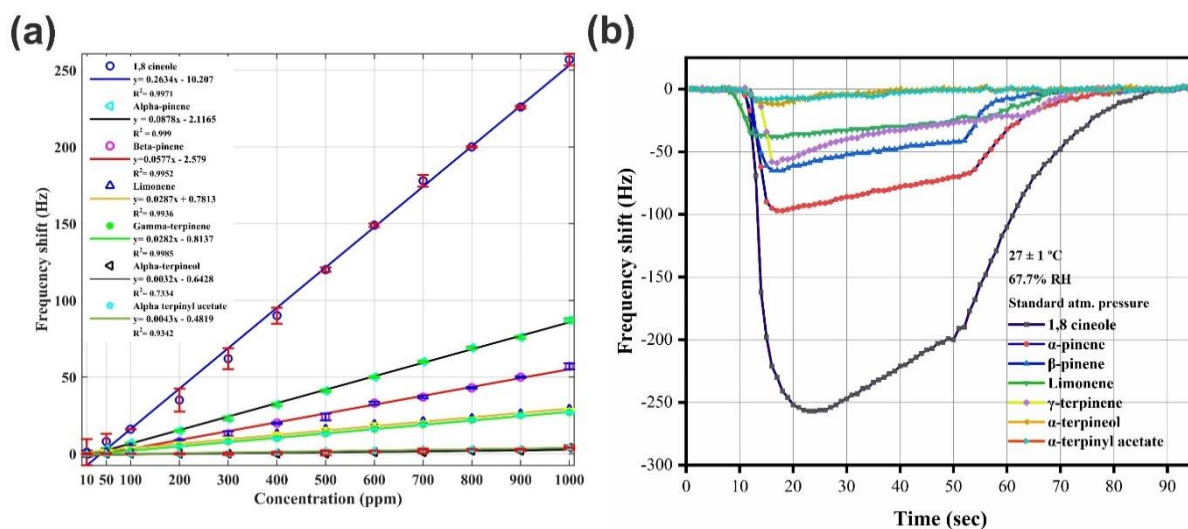 (a)
250
200
150
100
50
0
Frequency shift (Hz)
1,8 cineole
y= 0.2634x - 10.207
R²= 0.9971
Alpha-pinene
y = 0.0878x - 2.1165
R² = 0.999
Beta-pinene
y=0.0577x - 2.579
R²= 0.9952
Limonene
y= 0.0287x + 0.7813
R²= 0.9936
Gamma-terpinene
y= 0.0282x - 0.8137
R²= 0.9985
Alpha-terpineol
y= 0.0032x - 0.6428
R²= 0.7334
Alpha terpinyl acetate
y= 0.0043x - 0.4819
R²= 0.9342
10 50 100 200 300 400 500 600 700 800 900 1000
Concentration (ppm)
(b)
0
-50
-100
-150
-200
-250
-300
Frequency shift (Hz)
27 ± 1 °C
67.7% RH
Standard atm. pressure
1,8 cineole
α-pinene
β-pinene
Limonene
γ-terpinene
α-terpineol
α-terpinyl acetate
0 10 20 30 40 50 60 70 80 90
Time (sec)